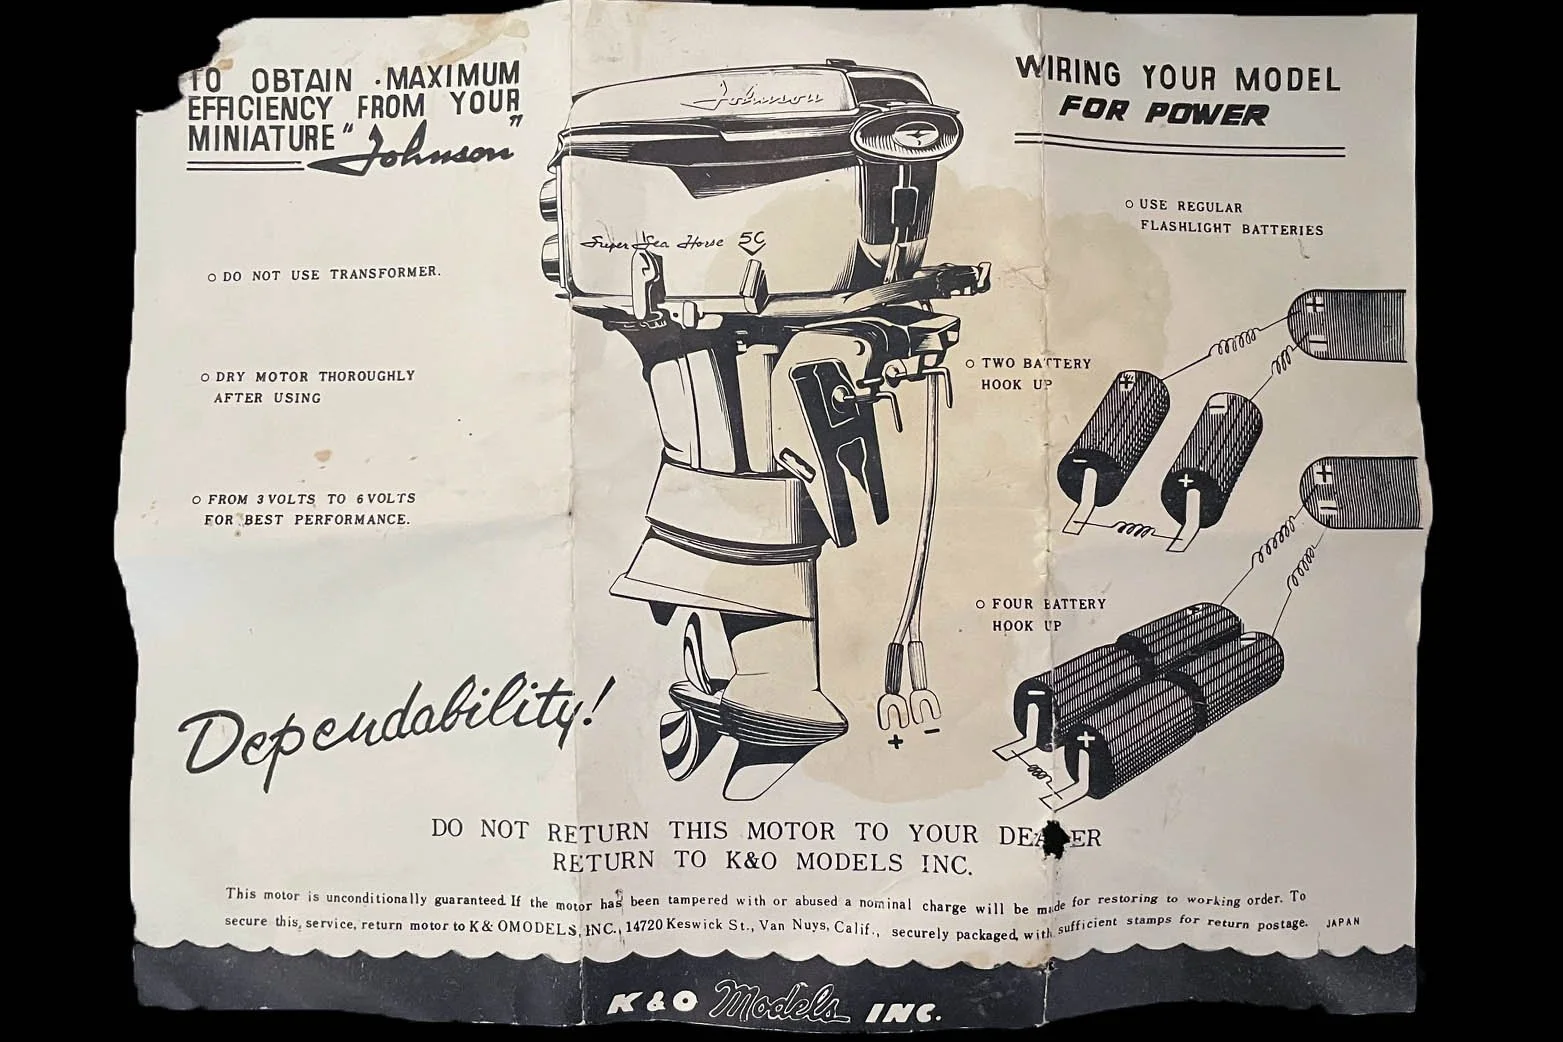 TO OBTAIN MAXIMUM
EFFICIENCY FROM YOUR
MINIATURE "Johnson"
○ DO NOT USE TRANSFORMER.
○ DRY MOTOR THOROUGHLY
AFTER USING
○ FROM 3 VOLTS TO 6 VOLTS
FOR BEST PERFORMANCE.
Dependability!
Johnson
Super Sea Horse 50
+ −
WIRING YOUR MODEL
FOR POWER
○ USE REGULAR
FLASHLIGHT BATTERIES
○ TWO BATTERY
HOOK UP
+
−
+
−
−
+
○ FOUR BATTERY
HOOK UP
+
−
+
−
−
+
DO NOT RETURN THIS MOTOR TO YOUR DEALER
RETURN TO K&O MODELS INC.
This motor is unconditionally guaranteed. If the motor has been tampered with or abused a nominal charge will be made for restoring to working order. To
secure this service, return motor to K & OMODELS, INC., 14720 Keswick St., Van Nuys, Calif., securely packaged, with sufficient stamps for return postage. JAPAN
K&O Models INC.